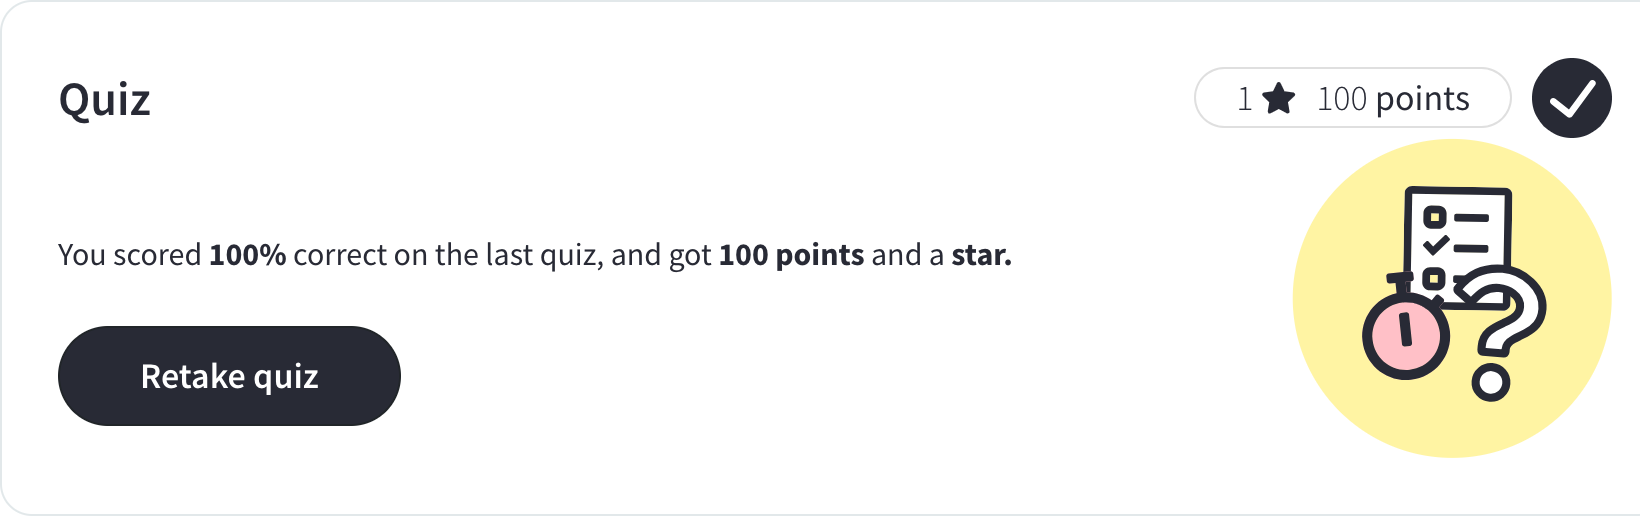 Quiz
1 ★ 100 points
You scored 100% correct on the last quiz, and got 100 points and a star.
Retake quiz